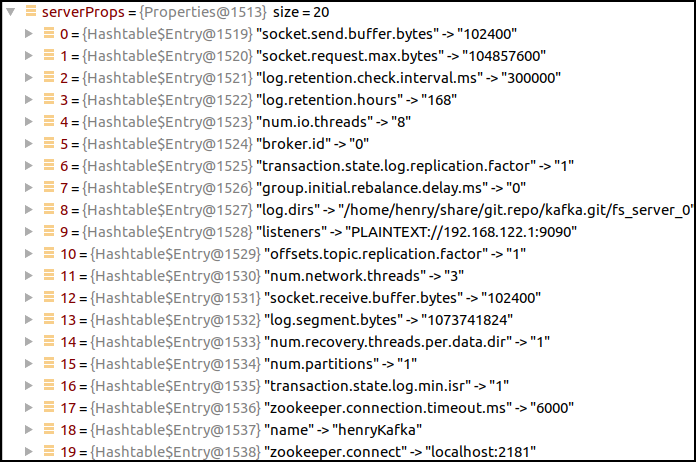 serverProps = {Properties@1513} size = 20
0 = {Hashtable$Entry@1519} "socket.send.buffer.bytes" -> "102400"
1 = {Hashtable$Entry@1520} "socket.request.max.bytes" -> "104857600"
2 = {Hashtable$Entry@1521} "log.retention.check.interval.ms" -> "300000"
3 = {Hashtable$Entry@1522} "log.retention.hours" -> "168"
4 = {Hashtable$Entry@1523} "num.io.threads" -> "8"
5 = {Hashtable$Entry@1524} "broker.id" -> "0"
6 = {Hashtable$Entry@1525} "transaction.state.log.replication.factor" -> "1"
7 = {Hashtable$Entry@1526} "group.initial.rebalance.delay.ms" -> "0"
8 = {Hashtable$Entry@1527} "log.dirs" -> "/home/henry/share/git.repo/kafka.git/fs_server_0"
9 = {Hashtable$Entry@1528} "listeners" -> "PLAINTEXT://192.168.122.1:9090"
10 = {Hashtable$Entry@1529} "offsets.topic.replication.factor" -> "1"
11 = {Hashtable$Entry@1530} "num.network.threads" -> "3"
12 = {Hashtable$Entry@1531} "socket.receive.buffer.bytes" -> "102400"
13 = {Hashtable$Entry@1532} "log.segment.bytes" -> "1073741824"
14 = {Hashtable$Entry@1533} "num.recovery.threads.per.data.dir" -> "1"
15 = {Hashtable$Entry@1534} "num.partitions" -> "1"
16 = {Hashtable$Entry@1535} "transaction.state.log.min.isr" -> "1"
17 = {Hashtable$Entry@1536} "zookeeper.connection.timeout.ms" -> "6000"
18 = {Hashtable$Entry@1537} "name" -> "henryKafka"
19 = {Hashtable$Entry@1538} "zookeeper.connect" -> "localhost:2181"